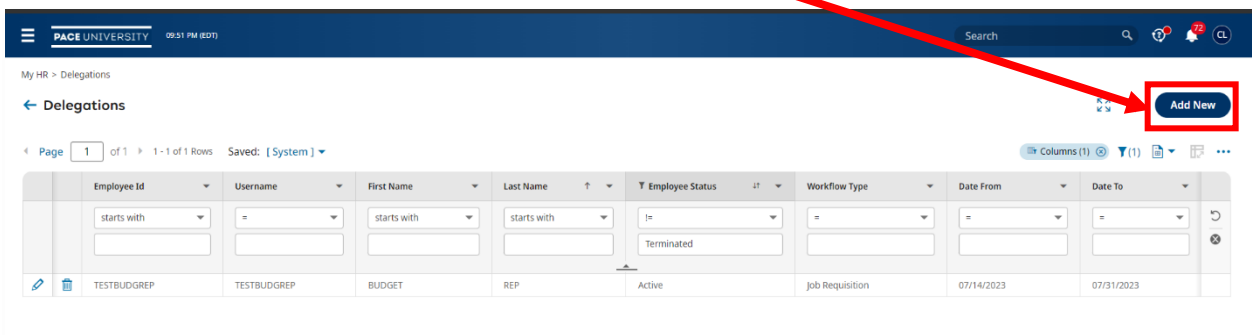 PACE UNIVERSITY 09:51 PM (EDT) Search 72 CL
My HR > Delegations
Delegations Add New
Page 1 of 1 1 - 1 of 1 Rows Saved: [ System ] Columns (1) (1)
Employee Id Username First Name Last Name Employee Status Workflow Type Date From Date To
starts with = starts with starts with != = = =
Terminated
TESTBUDGREP TESTBUDGREP BUDGET REP Active Job Requisition 07/14/2023 07/31/2023